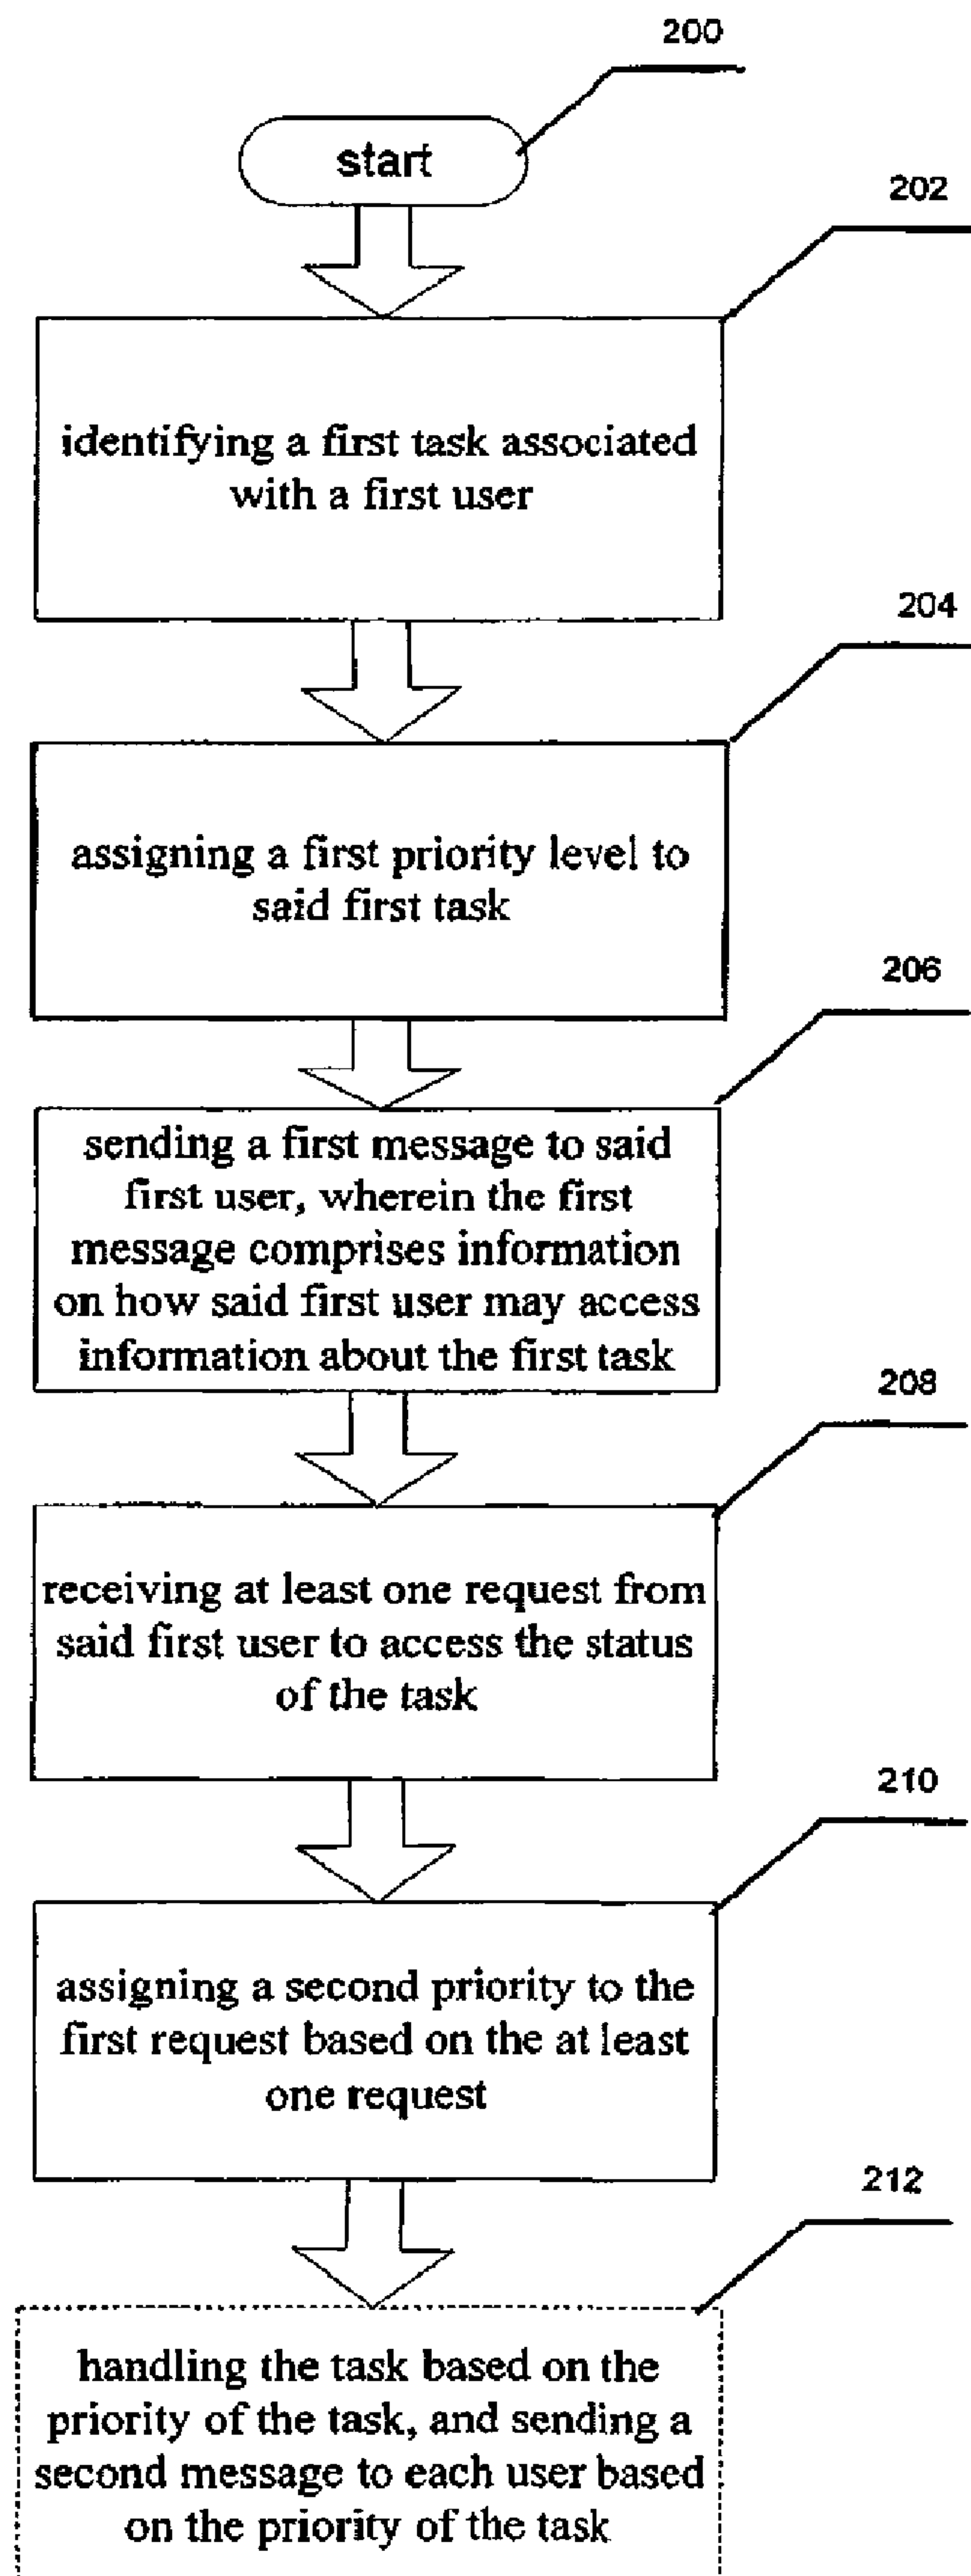 200
start
202
identifying a first task associated
with a first user
204
assigning a first priority level to
said first task
206
sending a first message to said
first user, wherein the first
message comprises information
on how said first user may access
information about the first task
208
receiving at least one request from
said first user to access the status
of the task
210
assigning a second priority to the
first request based on the at least
one request
212
handling the task based on the
priority of the task, and sending a
second message to each user based
on the priority of the task